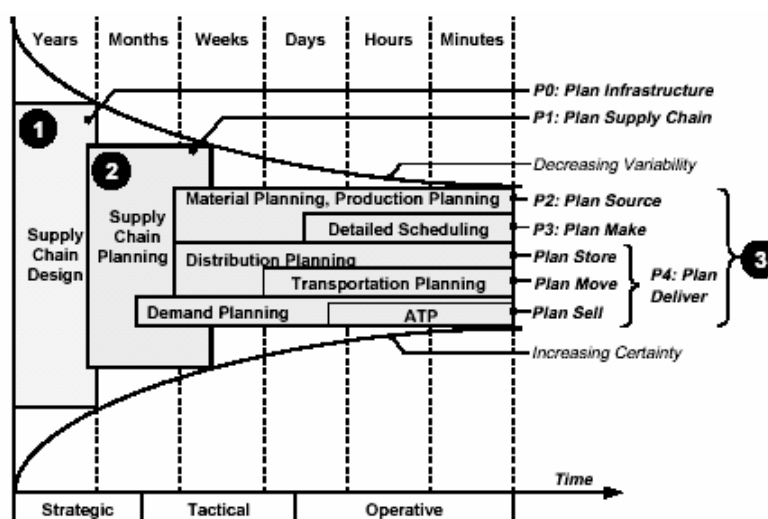 Years Months Weeks Days Hours Minutes
P0: Plan Infrastructure
1
P1: Plan Supply Chain
2
Decreasing Variability
Material Planning, Production Planning
P2: Plan Source
Supply
Chain
Planning
Detailed Scheduling
P3: Plan Make
Supply
Chain
Design
Distribution Planning
Plan Store
P4: Plan
Deliver
3
Transportation Planning
Plan Move
Demand Planning
ATP
Plan Sell
Increasing Certainty
Time
Strategic Tactical Operative